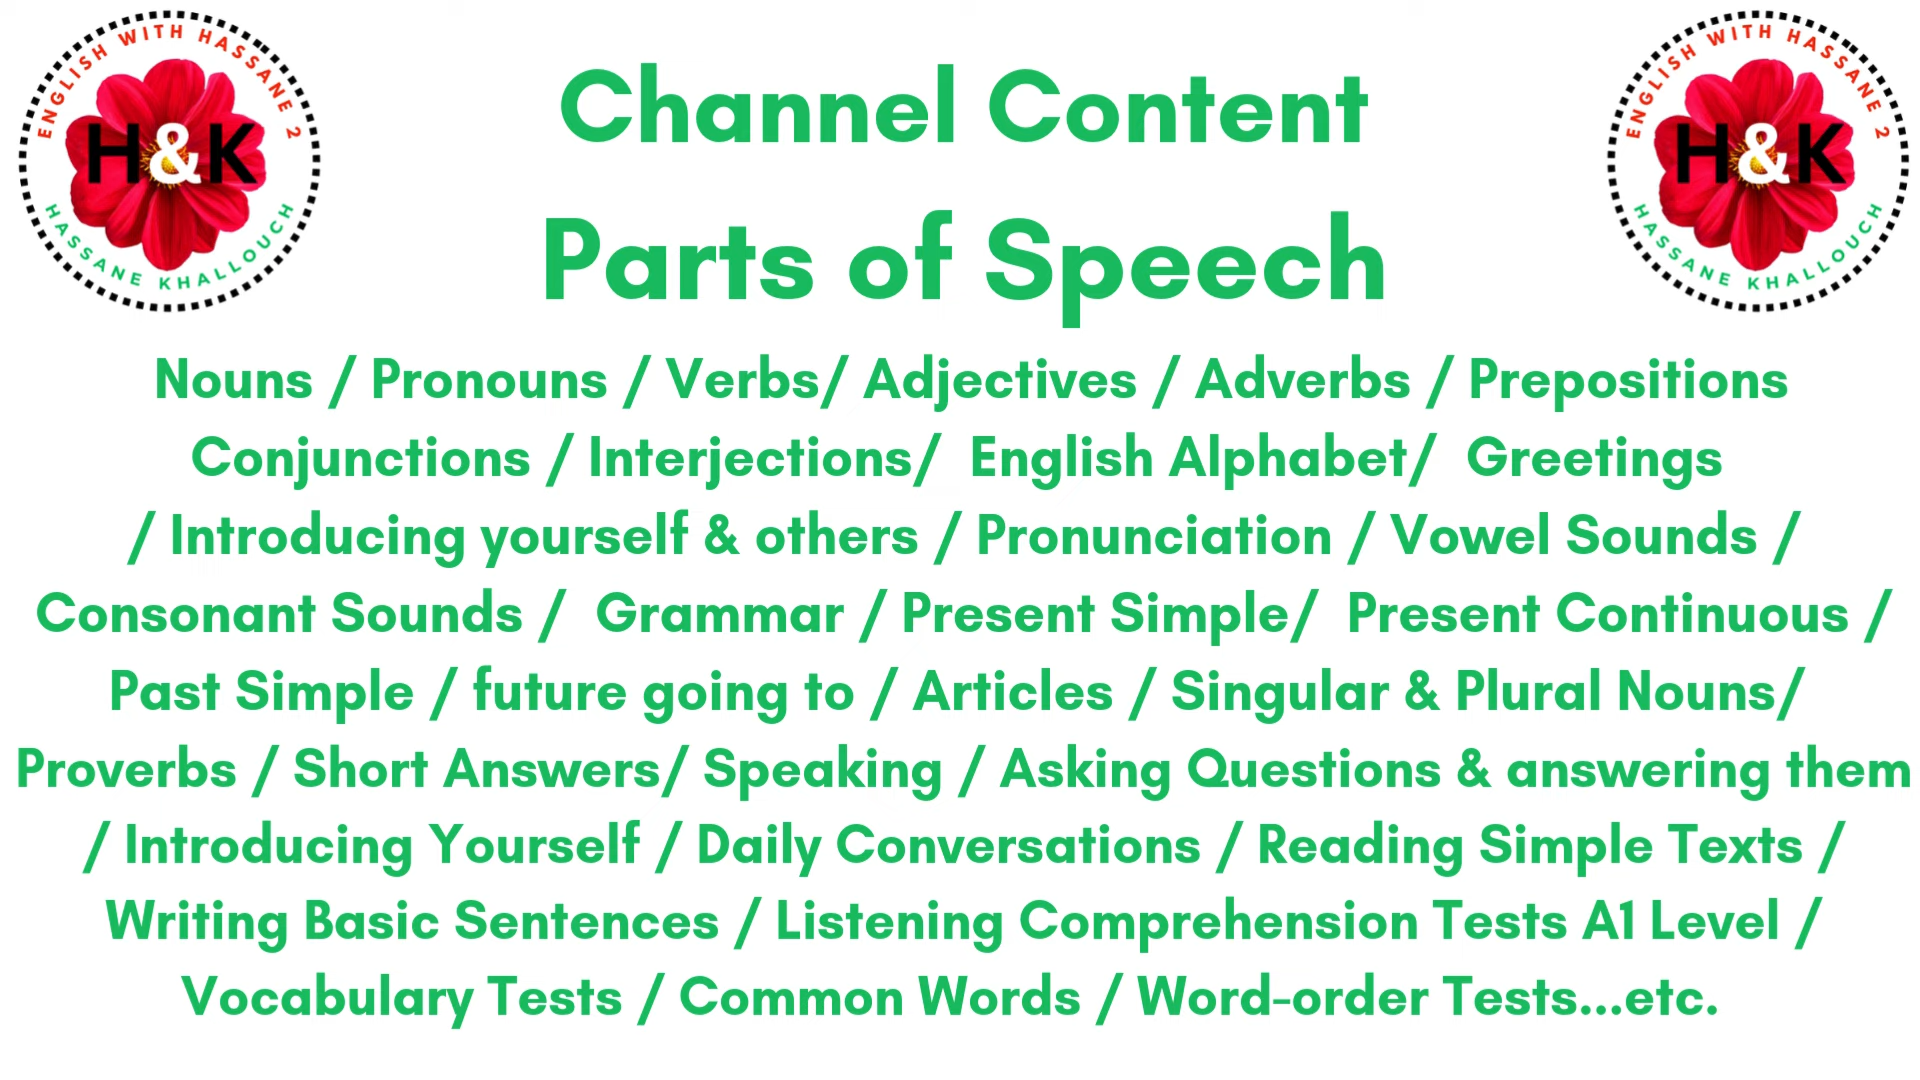 ENGLISH WITH HASSANE 2
H&K
HASSANE KHALLOUCH
ENGLISH WITH HASSANE 2
H&K
HASSANE KHALLOUCH
Channel Content
Parts of Speech
Nouns / Pronouns / Verbs/ Adjectives / Adverbs / Prepositions
Conjunctions / Interjections/ English Alphabet/ Greetings
/ Introducing yourself & others / Pronunciation / Vowel Sounds /
Consonant Sounds / Grammar / Present Simple/ Present Continuous /
Past Simple / future going to / Articles / Singular & Plural Nouns/
Proverbs / Short Answers/ Speaking / Asking Questions & answering them
/ Introducing Yourself / Daily Conversations / Reading Simple Texts /
Writing Basic Sentences / Listening Comprehension Tests A1 Level /
Vocabulary Tests / Common Words / Word-order Tests...etc.